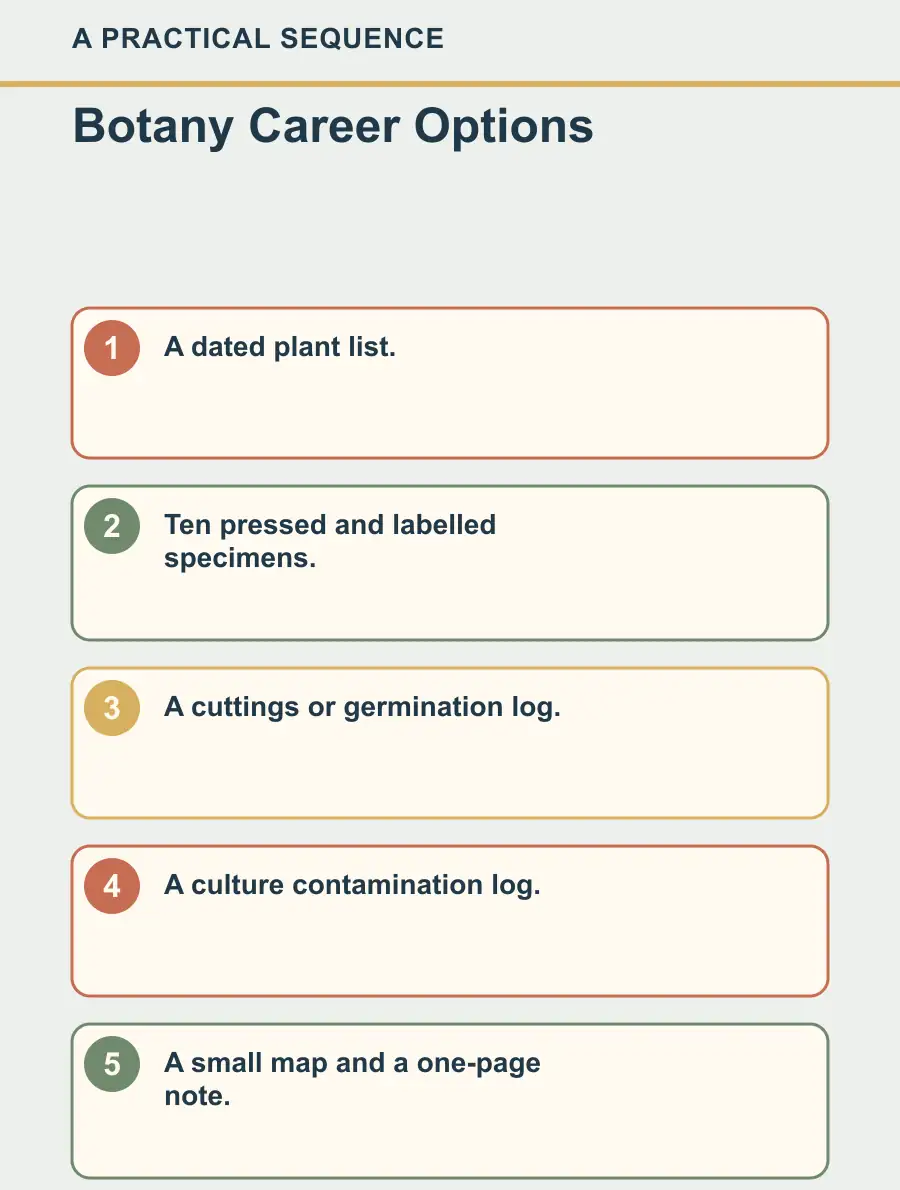 A PRACTICAL SEQUENCE
Botany Career Options
1
A dated plant list.
2
Ten pressed and labelled
specimens.
3
A cuttings or germination log.
4
A culture contamination log.
5
A small map and a one-page
note.